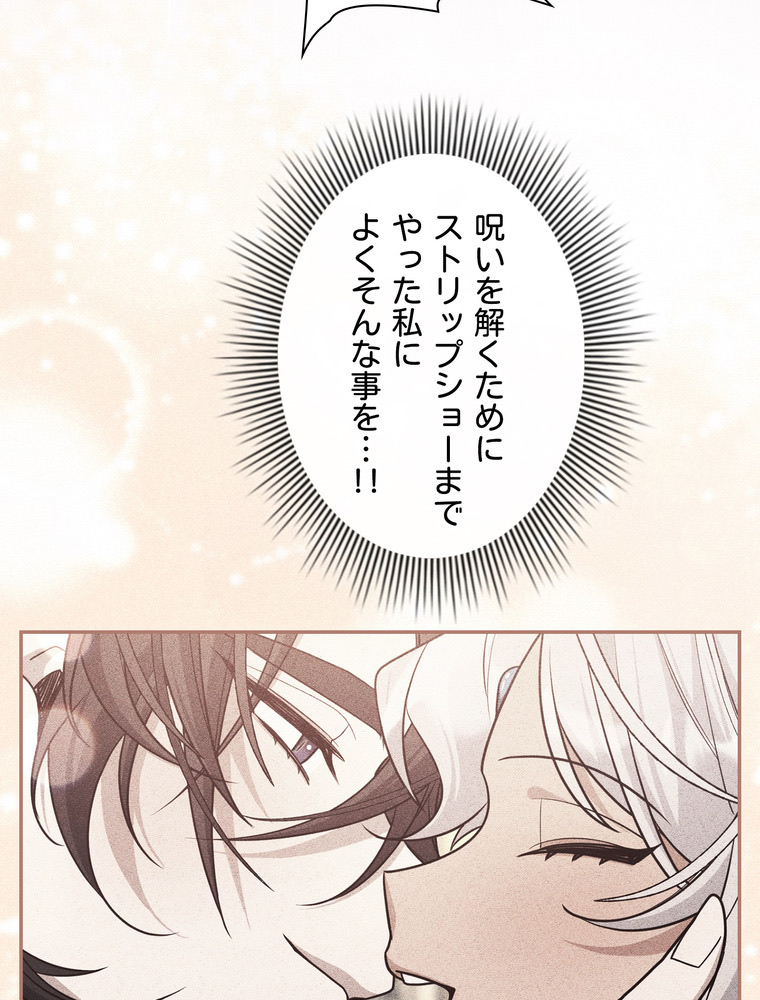 呪いを解くために
ストリップショーまで
やった私に
よくそんな事を…!!